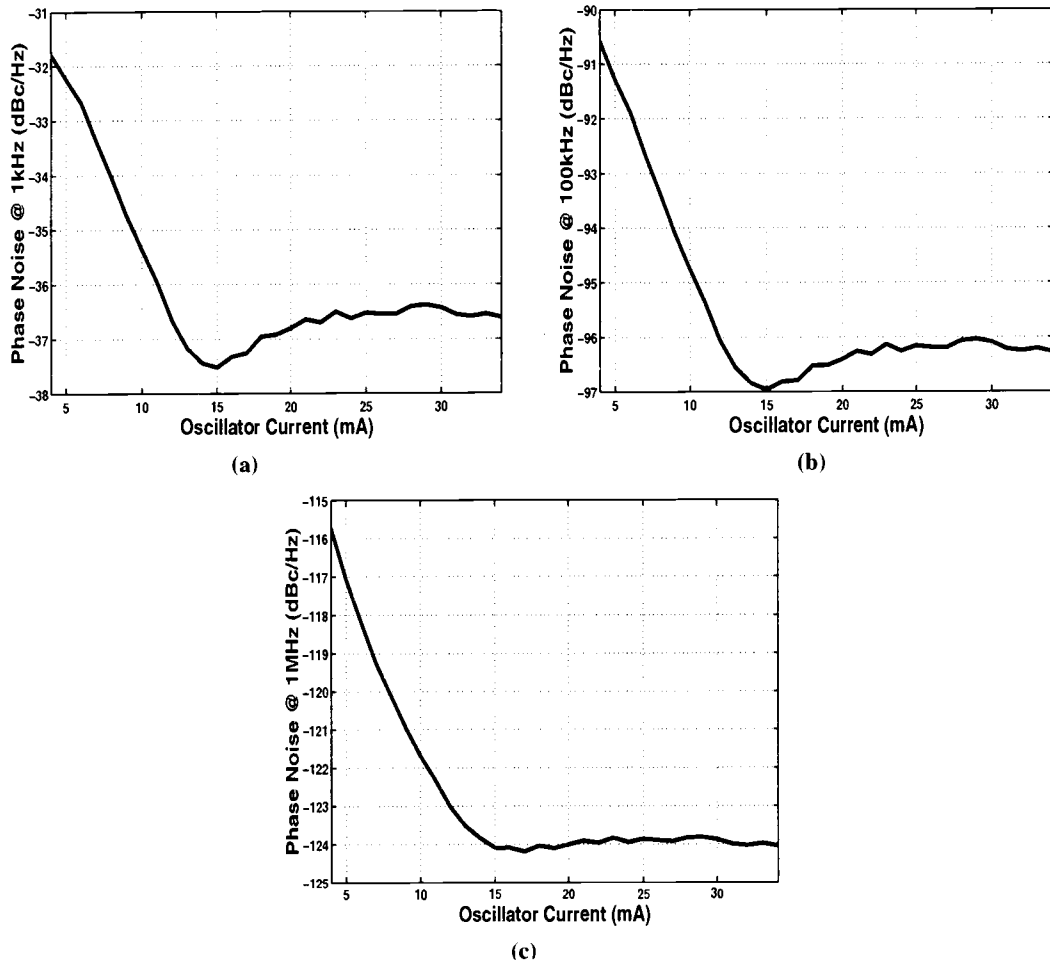 Phase Noise @ 1kHz (dBc/Hz)
−31
−32
−33
−34
−35
−36
−37
−38
5 10 15 20 25 30
Oscillator Current (mA)
(a)
Phase Noise @ 100kHz (dBc/Hz)
−90
−91
−92
−93
−94
−95
−96
−97
5 10 15 20 25 30
Oscillator Current (mA)
(b)
Phase Noise @ 1MHz (dBc/Hz)
−115
−116
−117
−118
−119
−120
−121
−122
−123
−124
−125
5 10 15 20 25 30
Oscillator Current (mA)
(c)